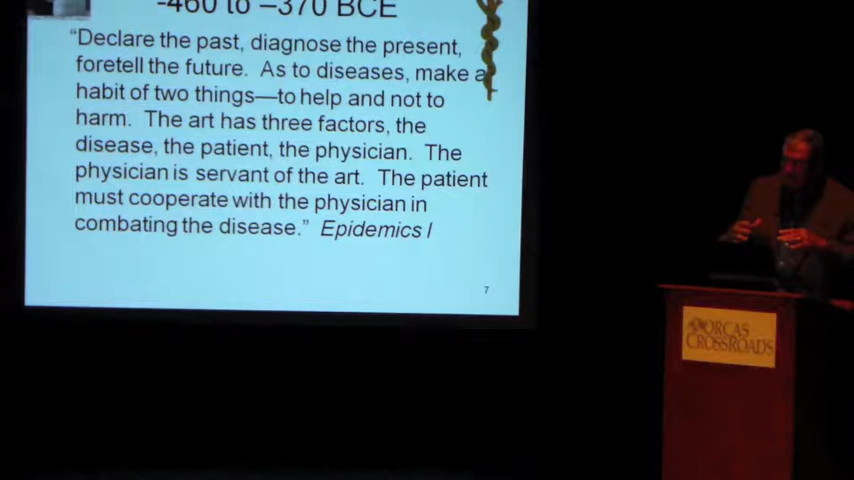 -460 to –370 BCE
“Declare the past, diagnose the present,
foretell the future.  As to diseases, make a
habit of two things—to help and not to
harm.  The art has three factors, the
disease, the patient, the physician.  The
physician is servant of the art.  The patient
must cooperate with the physician in
combating the disease.”  Epidemics I
7
ORCAS
CROSSROADS